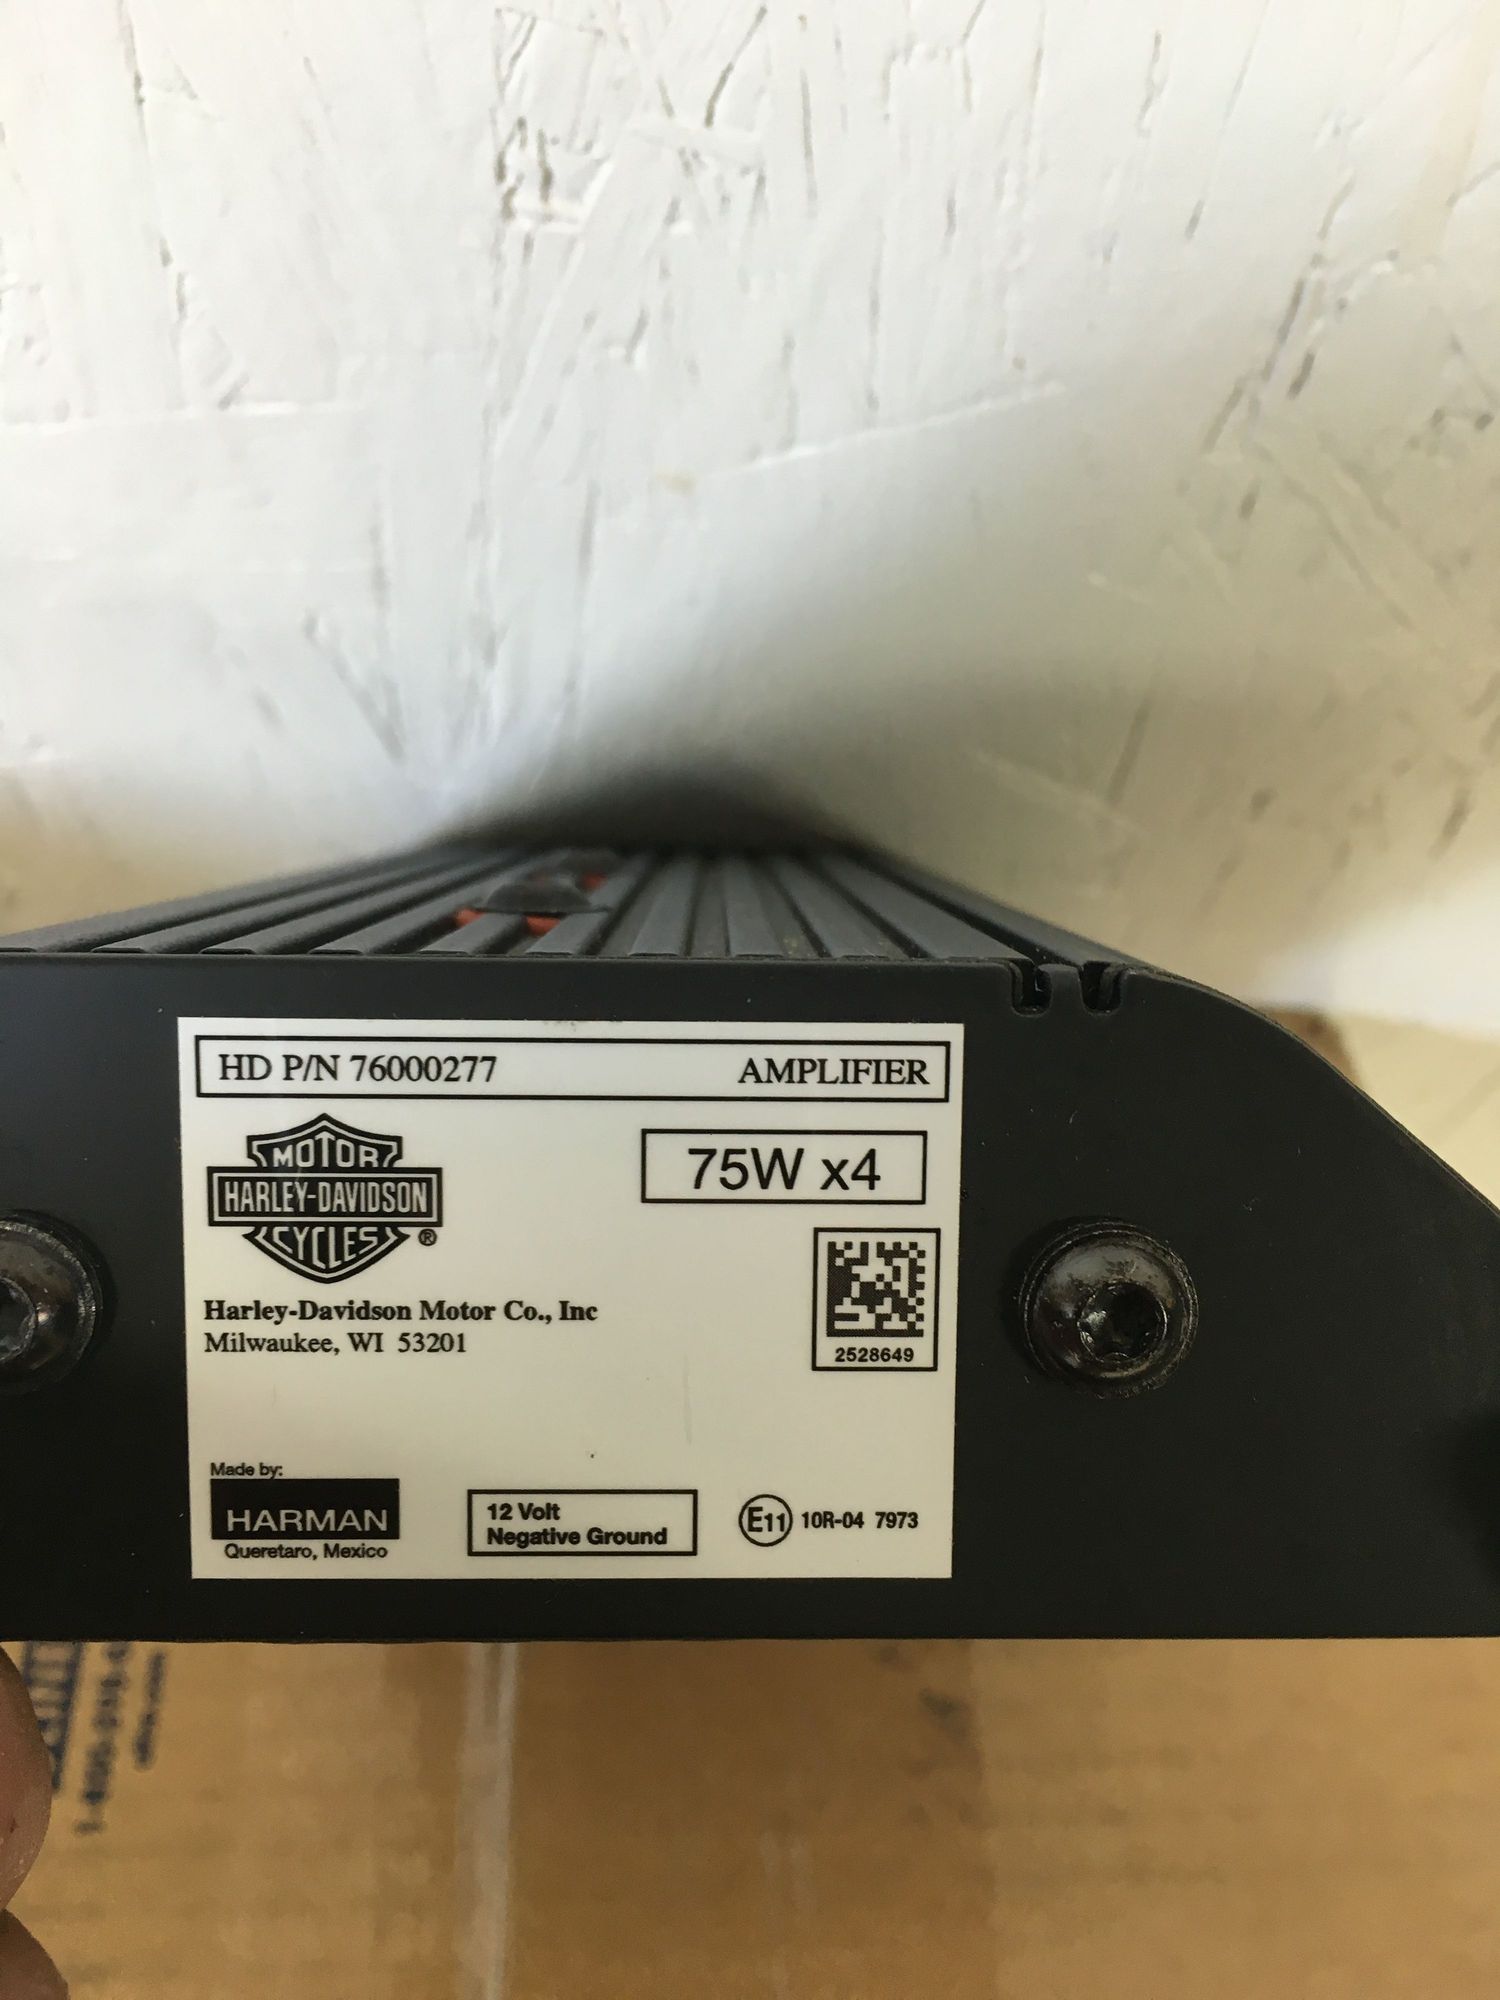 HD P/N 76000277 AMPLIFIER
MOTOR
HARLEY-DAVIDSON
CYCLES ®
75W x4
2528649
Harley-Davidson Motor Co., Inc
Milwaukee, WI 53201
Made by:
HARMAN
Queretaro, Mexico
12 Volt
Negative Ground
E11 10R-04 7973